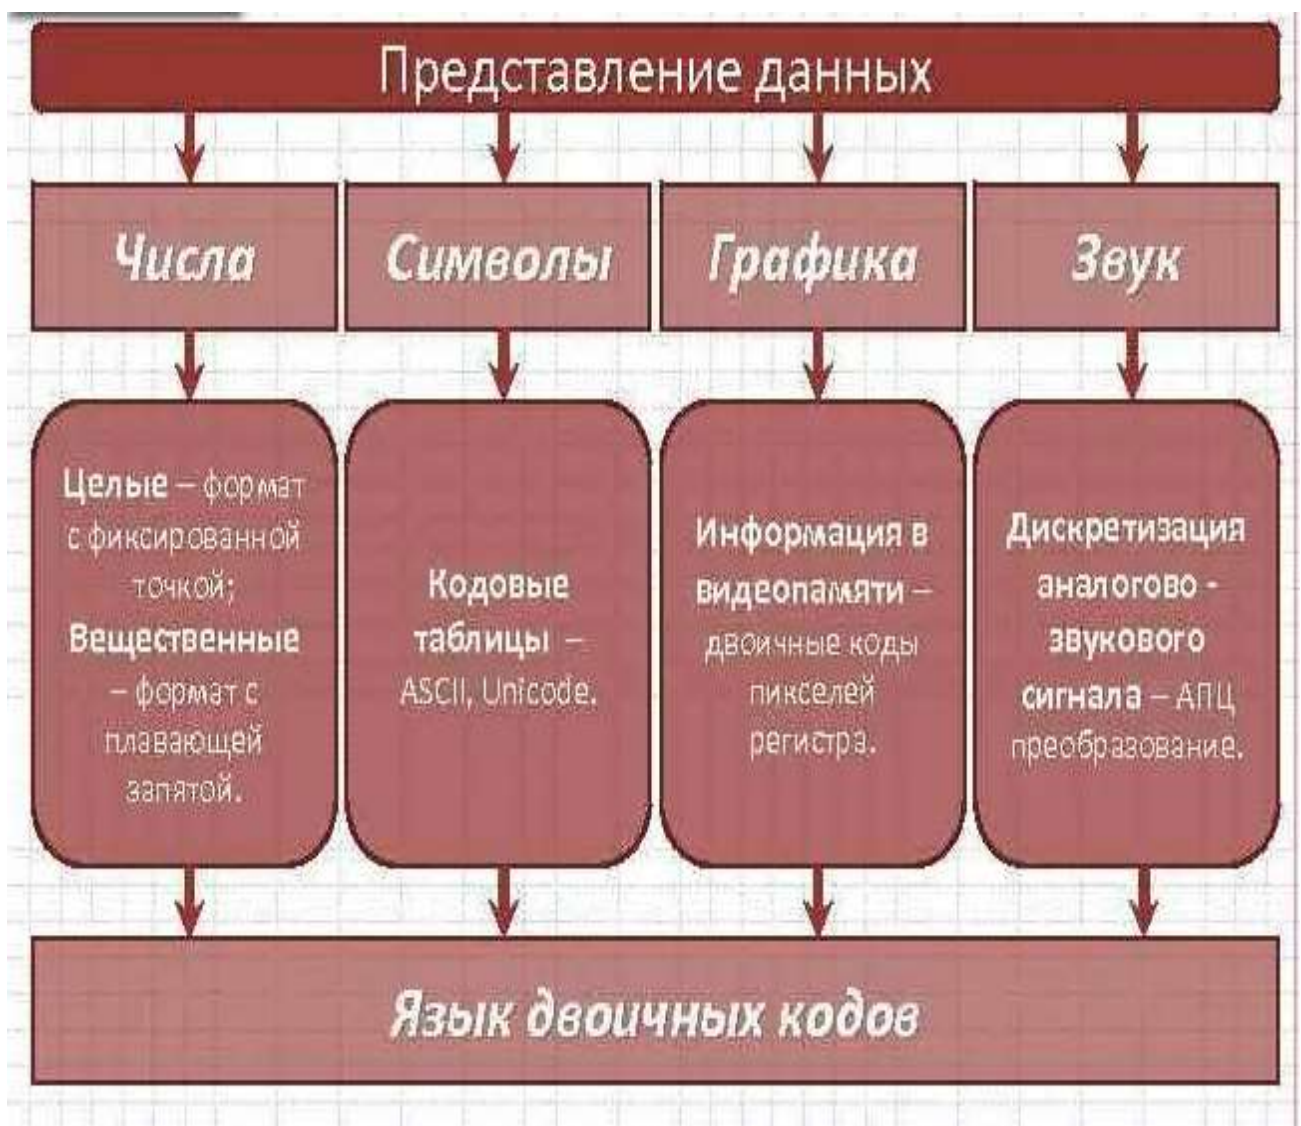 Представление данных
Числа
Символы
Графика
Звук
Целые – формат
с фиксированной
точкой;
Вещественные
– формат с
плавающей
запятой.
Кодовые
таблицы –
ASCII, Unicode.
Информация в
видеопамяти –
двоичные коды
пикселей
регистра.
Дискретизация
аналогово -
звукового
сигнала – АПЦ
преобразование.
Язык двоичных кодов